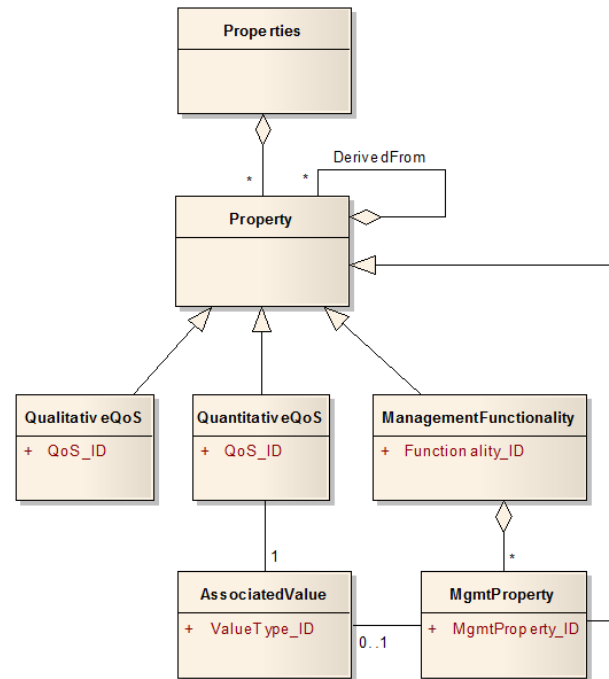 Properties
DerivedFrom
*
*
Property
QualitativeQoS
+ QoS_ID
QuantitativeQoS
+ QoS_ID
ManagementFunctionality
+ Functionality_ID
1
*
AssociatedValue
+ ValueType_ID
0..1
MgmtProperty
+ MgmtProperty_ID